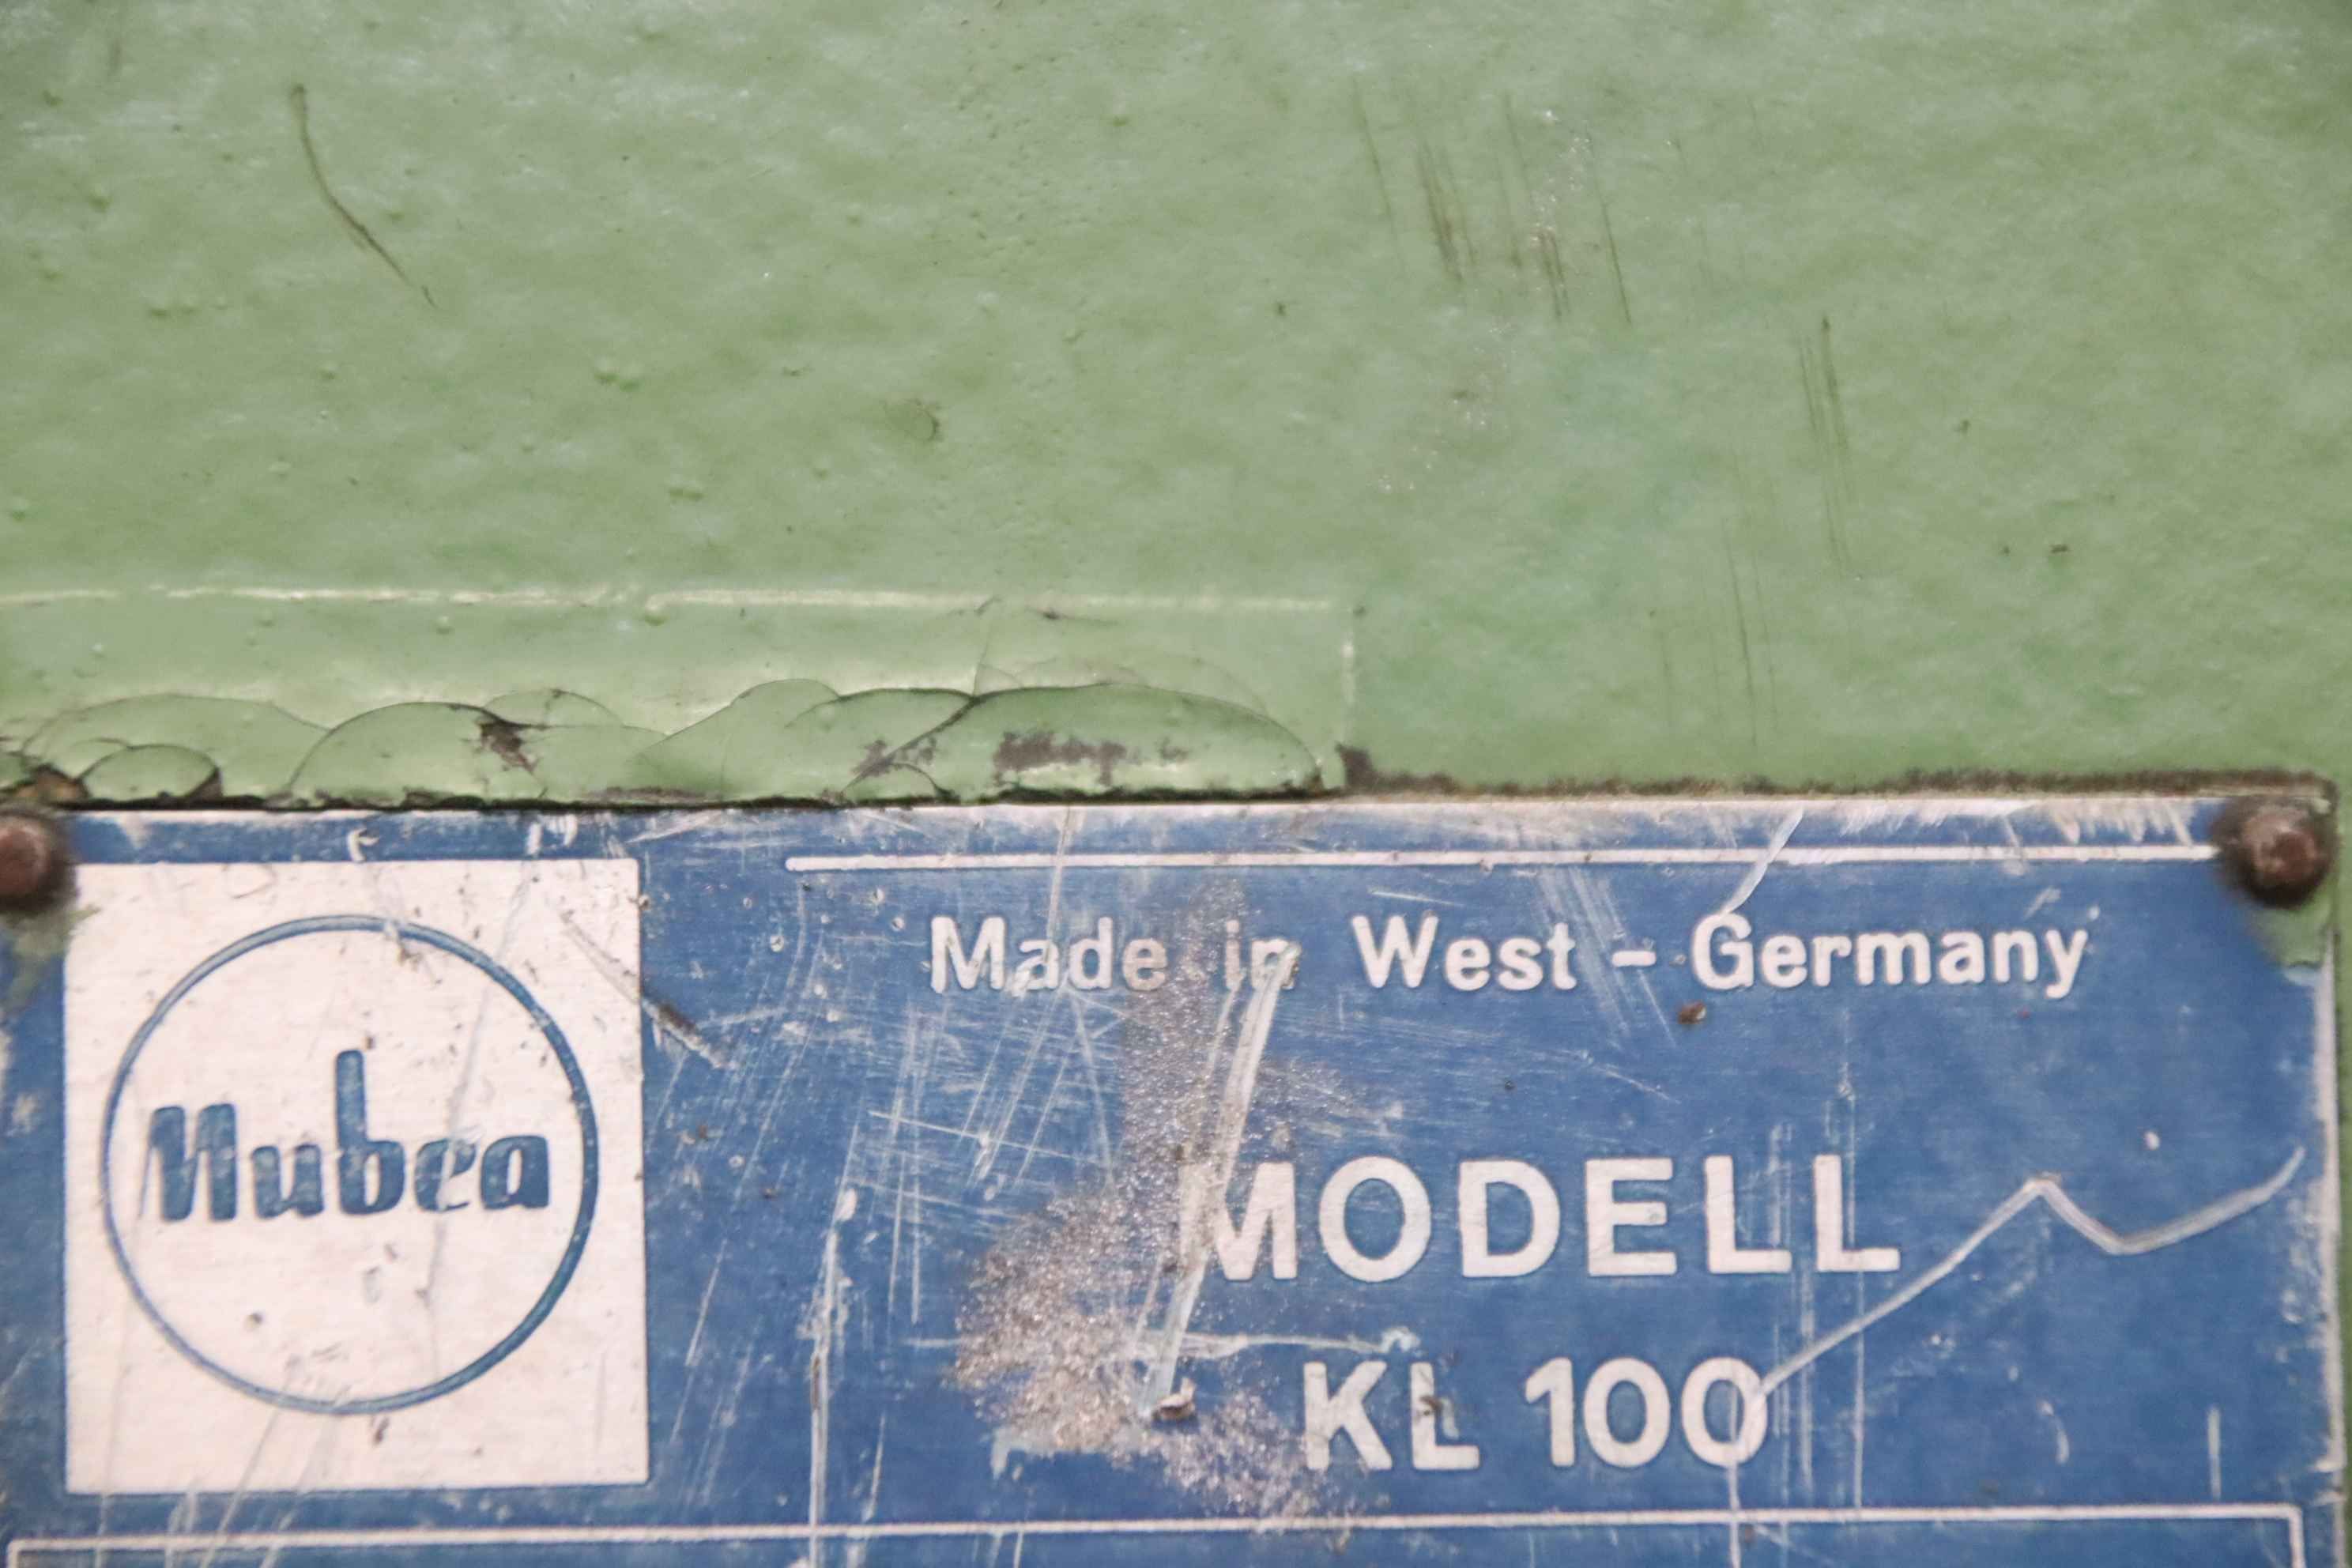 Made in West - Germany
Mubea
MODELL
KL 100